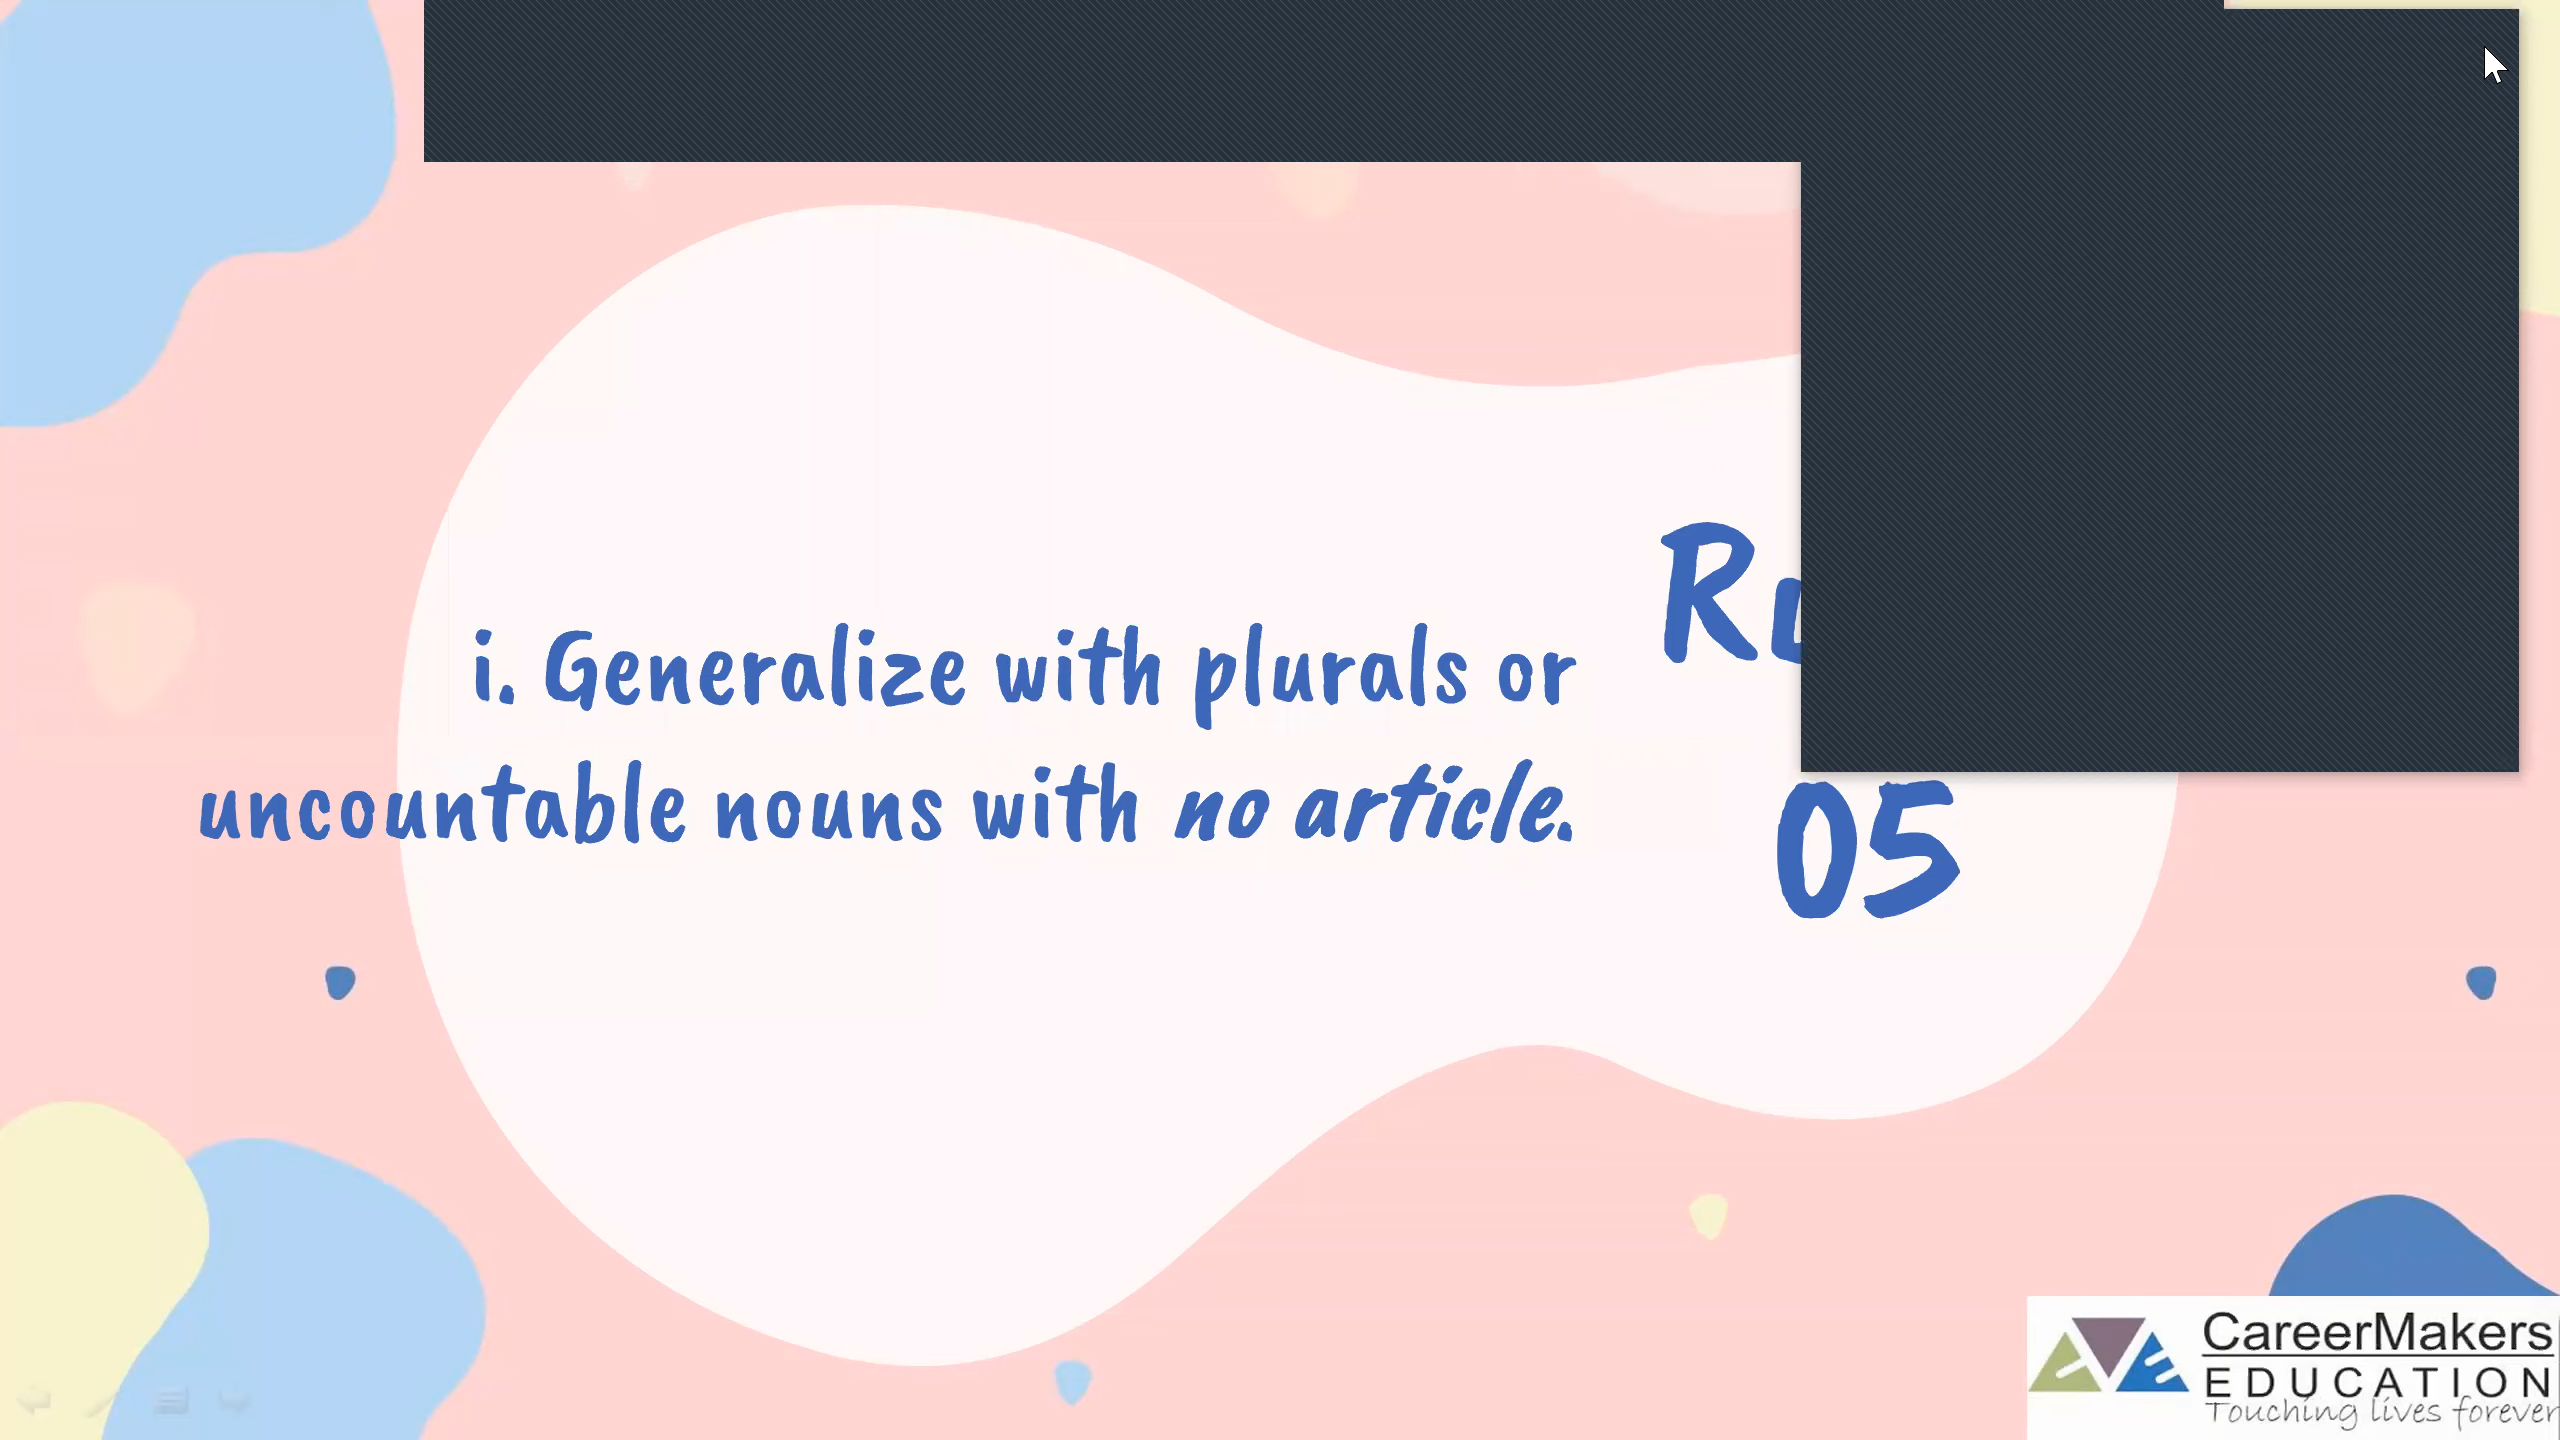 i. Generalize with plurals or
uncountable nouns with no article.
05
CareerMakers
EDUCATION
Touching lives forever